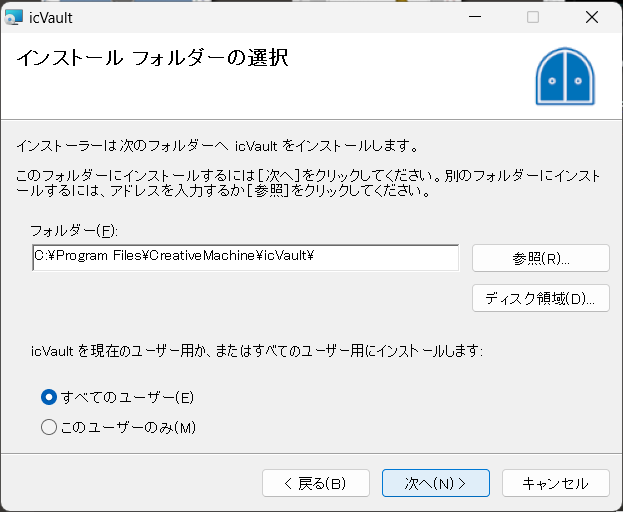 icVault
インストール フォルダーの選択
インストーラーは次のフォルダーへ icVault をインストールします。
このフォルダーにインストールするには[次へ]をクリックしてください。別のフォルダーにインスト
ールするには、アドレスを入力するか[参照]をクリックしてください。
フォルダー(F):
C:¥Program Files¥CreativeMachine¥icVault¥
参照(R)...
ディスク領域(D)...
icVault を現在のユーザー用か、またはすべてのユーザー用にインストールします:
すべてのユーザー(E)
このユーザーのみ(M)
< 戻る(B)
次へ(N) >
キャンセル